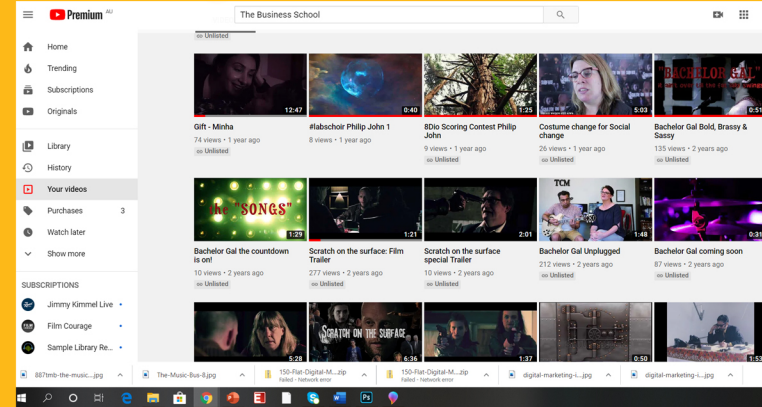 Premium AU
The Business School
Home
Trending
Subscriptions
Originals
Library
History
Your videos
Purchases 3
Watch later
Show more
SUBSCRIPTIONS
Jimmy Kimmel Live
Film Courage
Sample Library Re...
Unlisted
12:47
0:40
1:25
5:03
"BACHELOR GAL"
0:51
Gift - Minha
74 views • 1 year ago
Unlisted
#labschoir Philip John 1
8 views • 1 year ago
8Dio Scoring Contest Philip
John
9 views • 1 year ago
Unlisted
Costume change for Social
change
26 views • 1 year ago
Unlisted
Bachelor Gal Bold, Brassy &
Sassy
135 views • 2 years ago
Unlisted
the "SONGS"
1:29
1:21
2:01
TCM
1:48
0:31
Bachelor Gal the countdown
is on!
10 views • 2 years ago
Unlisted
Scratch on the surface: Film
Trailer
277 views • 2 years ago
Unlisted
Scratch on the surface
special Trailer
10 views • 2 years ago
Unlisted
Bachelor Gal Unplugged
212 views • 2 years ago
Unlisted
Bachelor Gal coming soon
87 views • 2 years ago
Unlisted
5:28
SCRATCH ON THE SURFACE
6:36
1:37
0:50
1:53
887tmb-the-music....jpg
The-Music-Bus-8.jpg
150-Flat-Digital-M....zip
Failed - Network error
150-Flat-Digital-M....zip
Failed - Network error
digital-marketing-i....jpg
digital-marketing-i....jpg